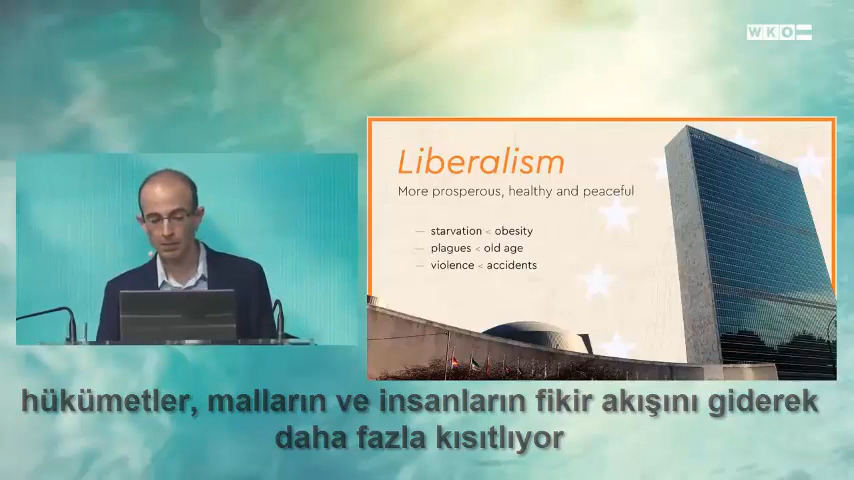 WKO
Liberalism
More prosperous, healthy and peaceful
— starvation < obesity
— plagues < old age
— violence < accidents
hükümetler, malların ve insanların fikir akışını giderek
daha fazla kısıtlıyor